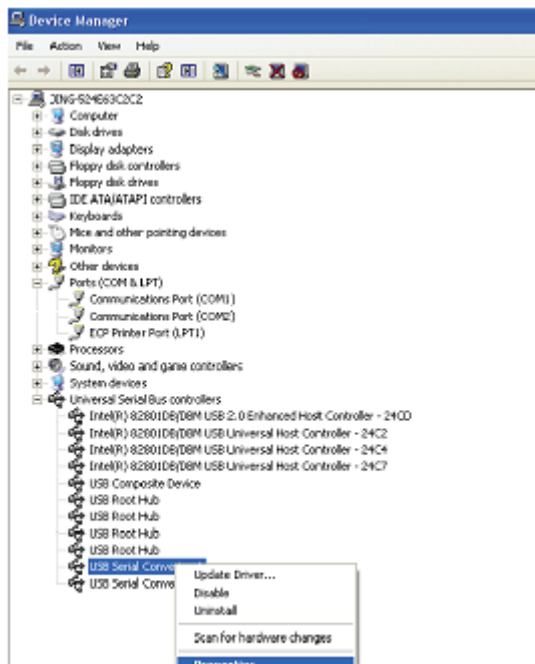 Device Manager
File Action View Help
JING-524E63C2C2
Computer
Disk drives
Display adapters
Floppy disk controllers
Floppy disk drives
IDE ATA/ATAPI controllers
Keyboards
Mice and other pointing devices
Monitors
Other devices
Ports (COM & LPT)
Communications Port (COM1)
Communications Port (COM2)
ECP Printer Port (LPT1)
Processors
Sound, video and game controllers
System devices
Universal Serial Bus controllers
Intel(R) 82801DB/DBM USB 2.0 Enhanced Host Controller - 24CD
Intel(R) 82801DB/DBM USB Universal Host Controller - 24C2
Intel(R) 82801DB/DBM USB Universal Host Controller - 24C4
Intel(R) 82801DB/DBM USB Universal Host Controller - 24C7
USB Composite Device
USB Root Hub
USB Root Hub
USB Root Hub
USB Root Hub
USB Serial Conve
USB Serial Conve
Update Driver...
Disable
Uninstall
Scan for hardware changes
Properties